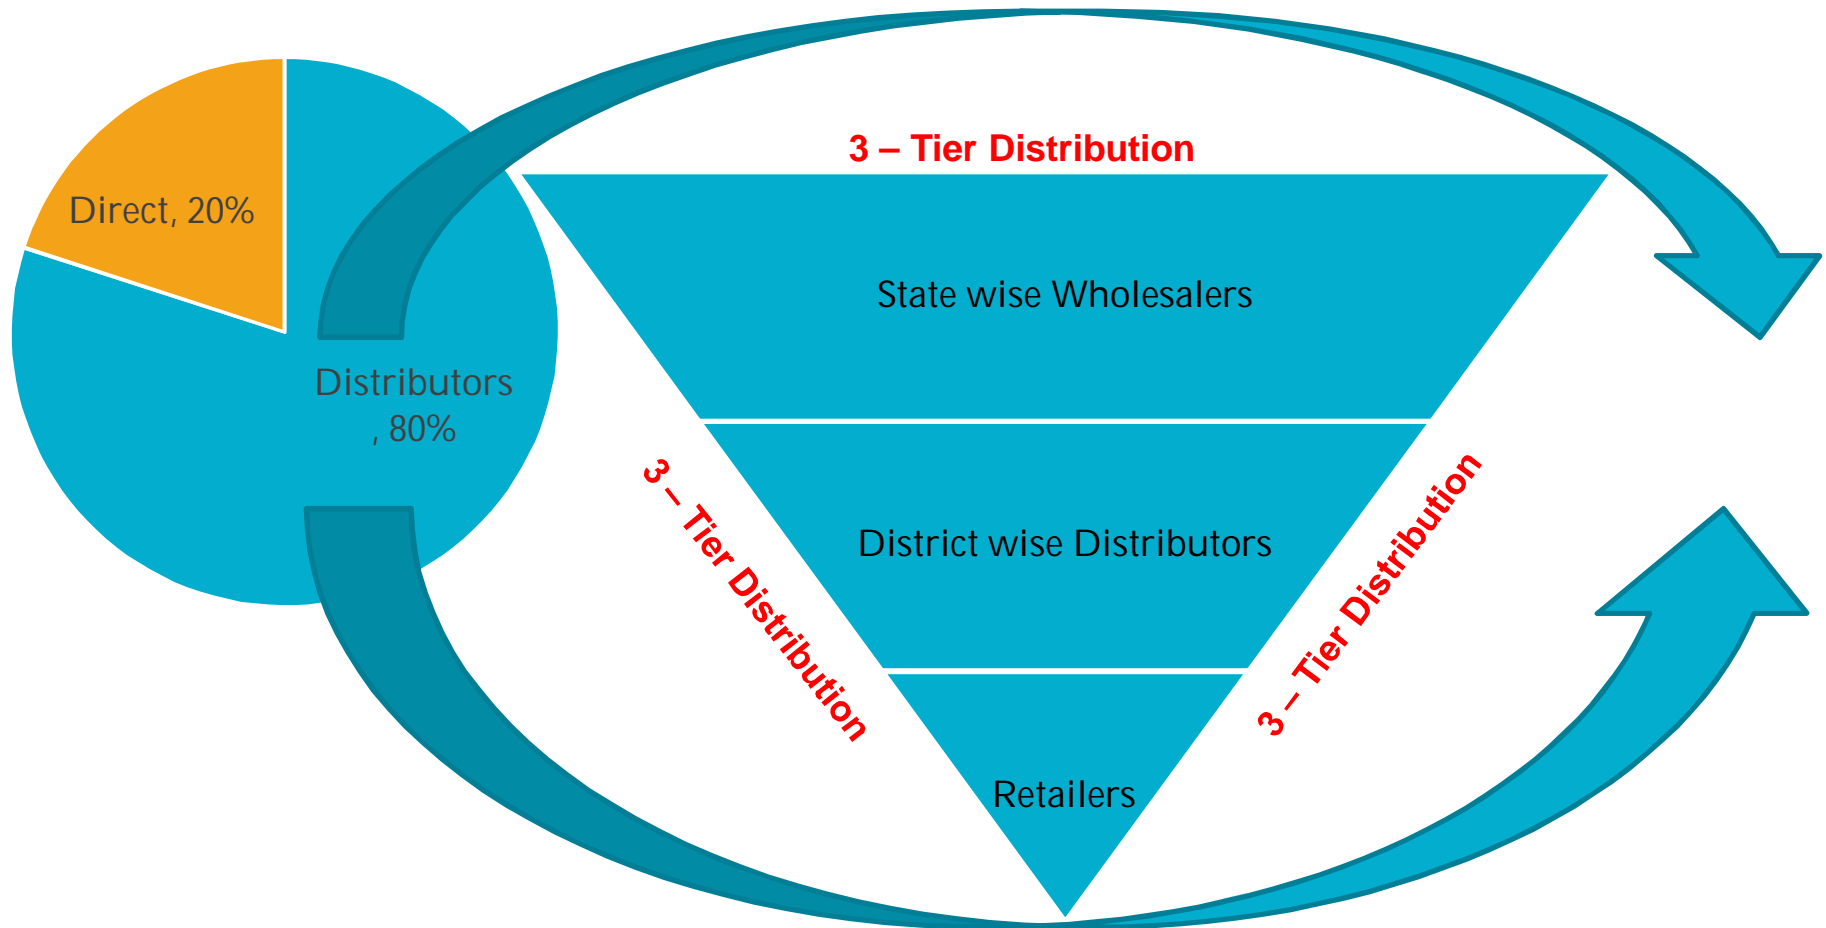 3 – Tier Distribution
Direct, 20%
State wise Wholesalers
Distributors
, 80%
3 – Tier Distribution
District wise Distributors
3 – Tier Distribution
Retailers